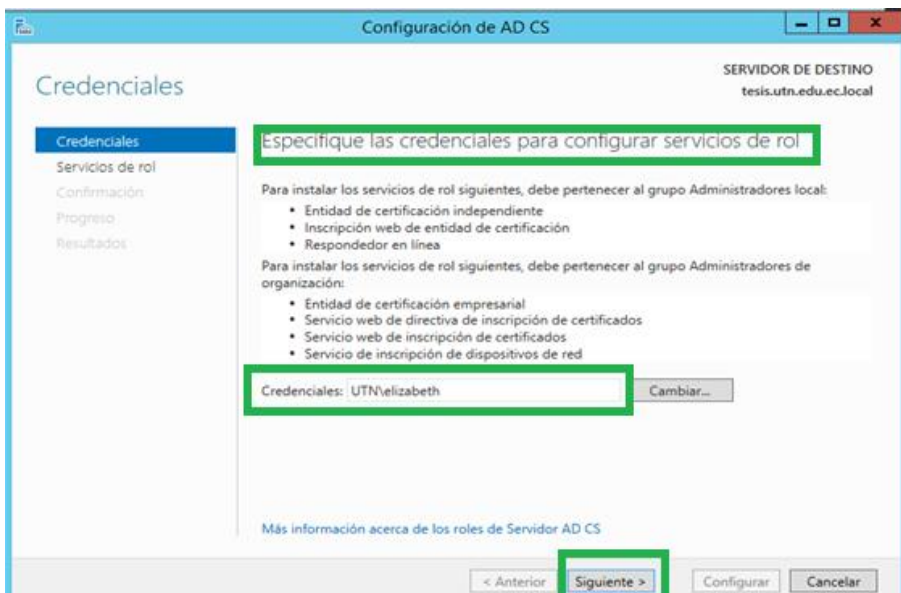 Configuración de AD CS
Credenciales
SERVIDOR DE DESTINO
tesis.utn.edu.ec.local
Credenciales
Servicios de rol
Confirmación
Progreso
Resultados
Especifique las credenciales para configurar servicios de rol
Para instalar los servicios de rol siguientes, debe pertenecer al grupo Administradores local:
• Entidad de certificación independiente
• Inscripción web de entidad de certificación
• Respondedor en línea
Para instalar los servicios de rol siguientes, debe pertenecer al grupo Administradores de
organización:
• Entidad de certificación empresarial
• Servicio web de directiva de inscripción de certificados
• Servicio web de inscripción de certificados
• Servicio de inscripción de dispositivos de red
Credenciales: UTN\elizabeth Cambiar...
Más información acerca de los roles de Servidor AD CS
< Anterior Siguiente > Configurar Cancelar